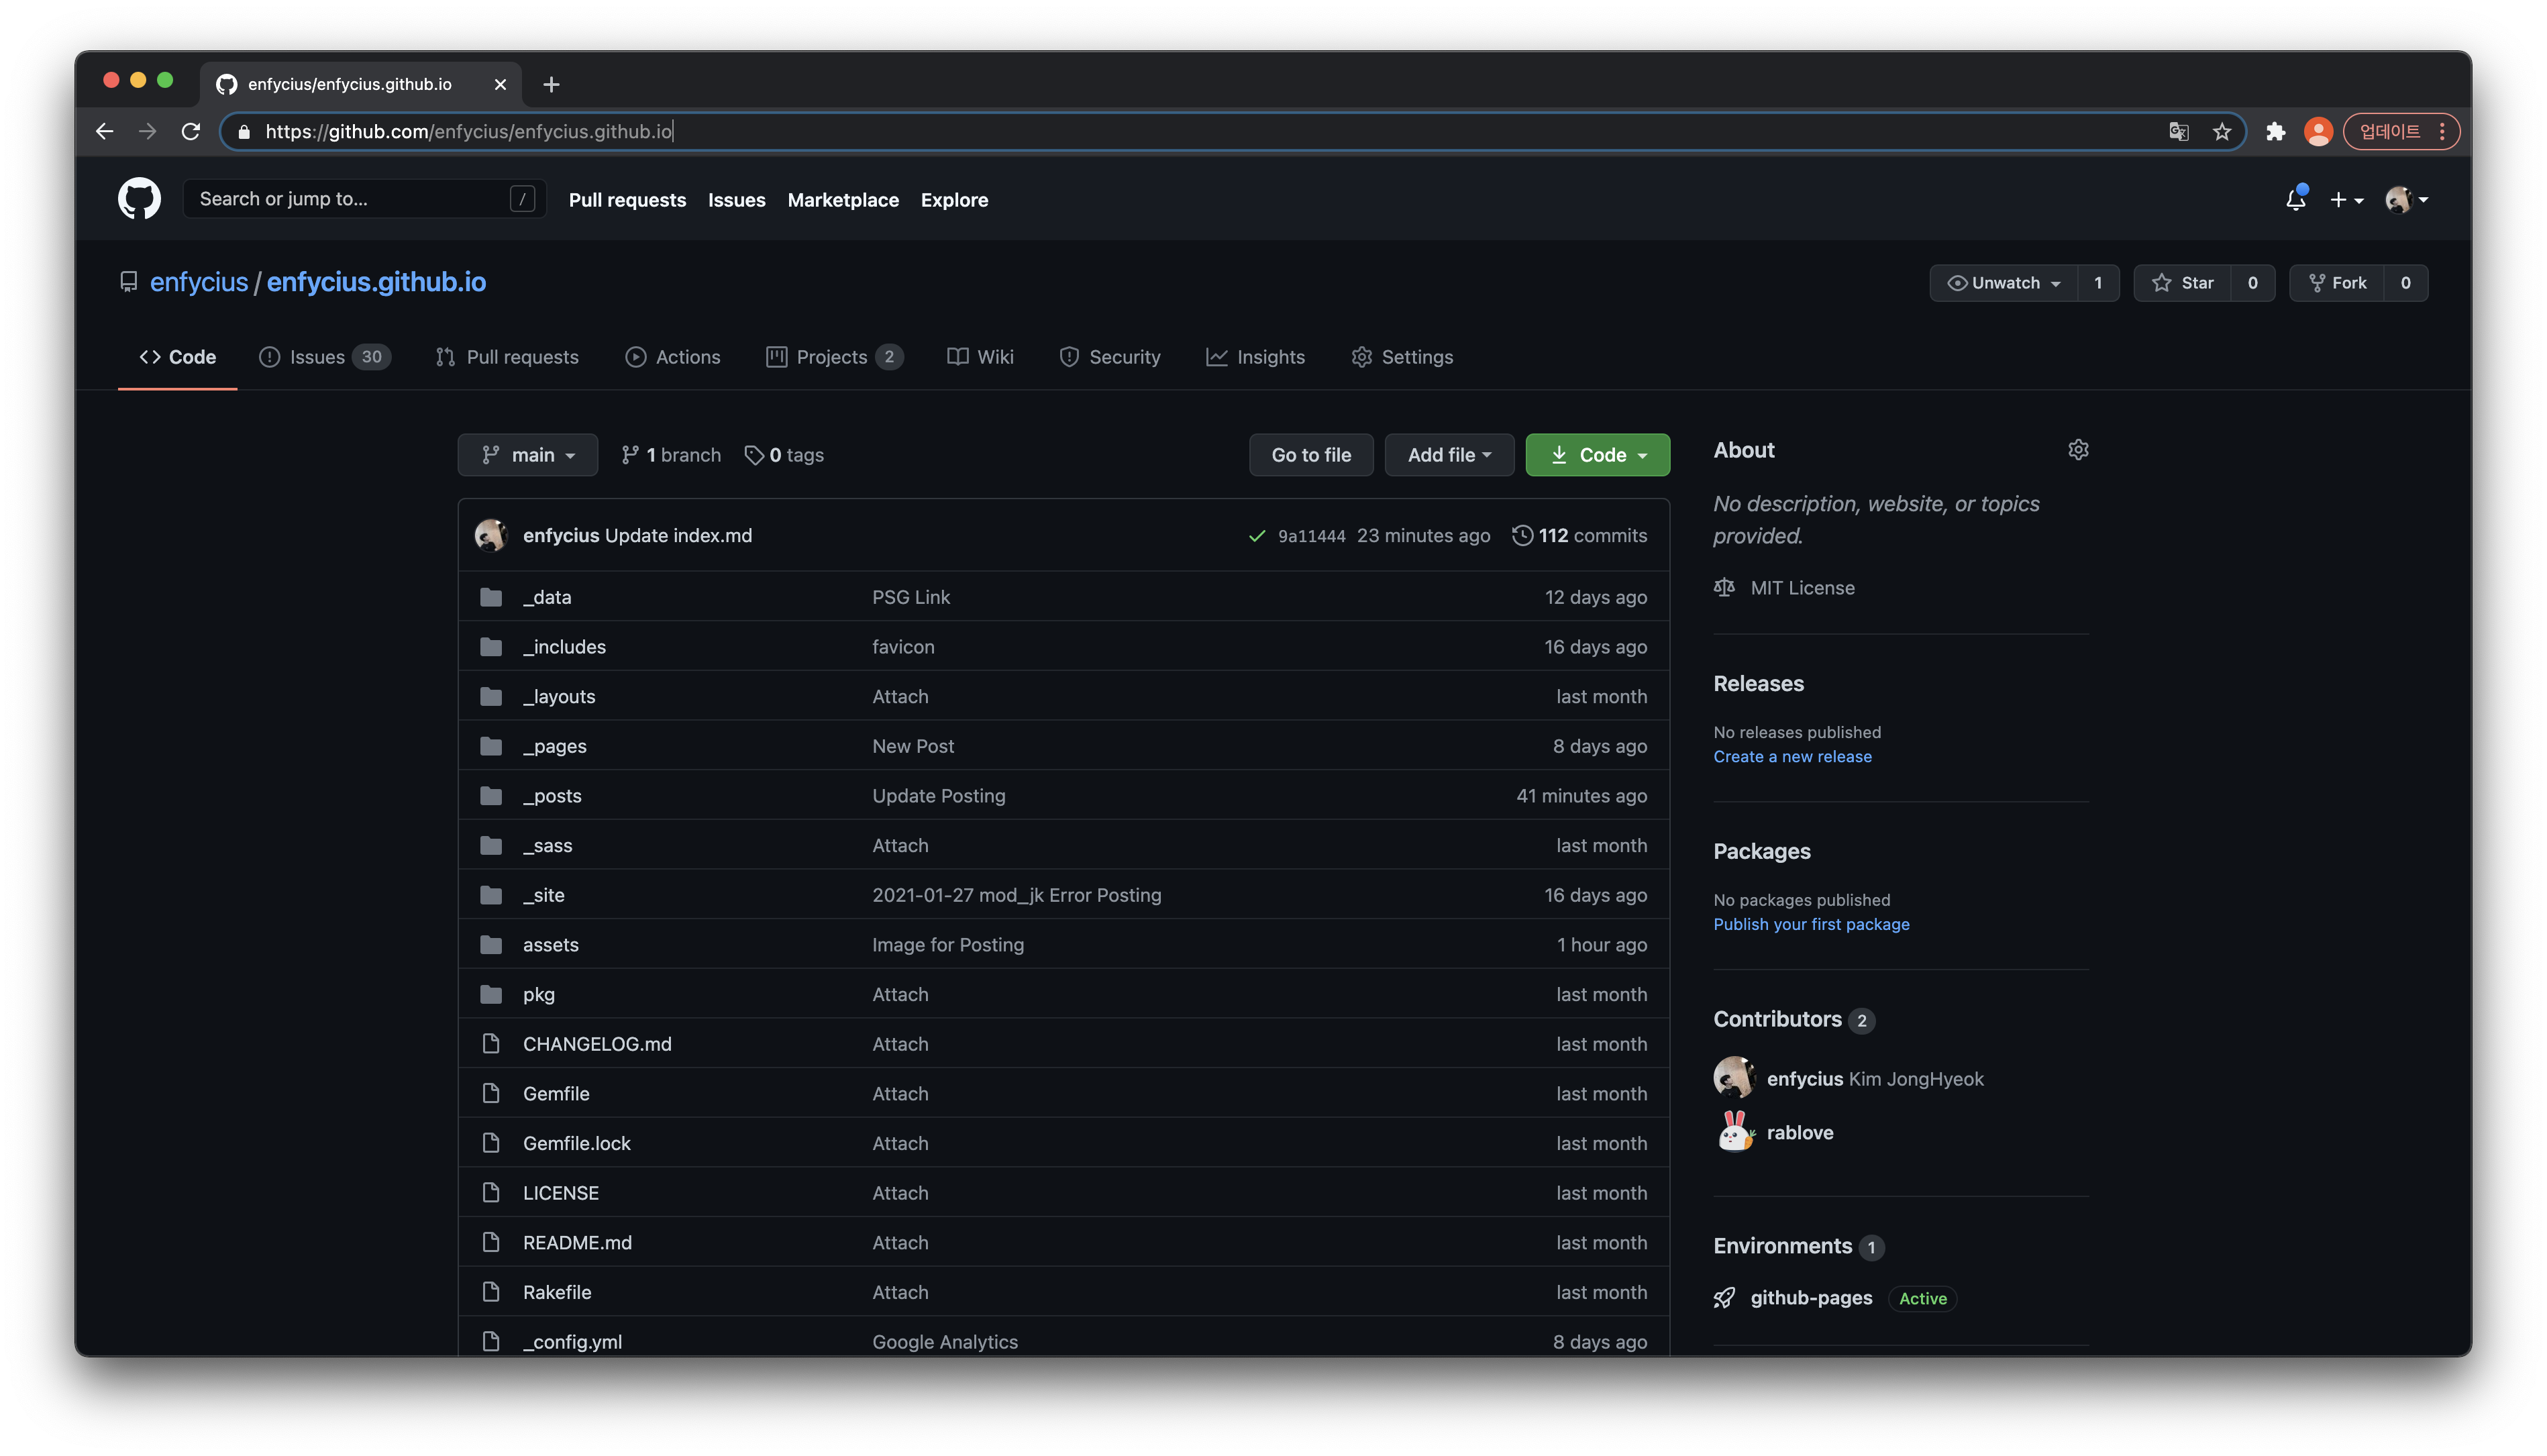 enfycius/enfycius.github.io
https://github.com/enfycius/enfycius.github.io
업데이트
Search or jump to... /
Pull requests Issues Marketplace Explore
enfycius / enfycius.github.io
Unwatch 1 Star 0 Fork 0
Code Issues 30 Pull requests Actions Projects 2 Wiki Security Insights Settings
main 1 branch 0 tags Go to file Add file Code
enfycius Update index.md 9a11444 23 minutes ago 112 commits
_data PSG Link 12 days ago
_includes favicon 16 days ago
_layouts Attach last month
_pages New Post 8 days ago
_posts Update Posting 41 minutes ago
_sass Attach last month
_site 2021-01-27 mod_jk Error Posting 16 days ago
assets Image for Posting 1 hour ago
pkg Attach last month
CHANGELOG.md Attach last month
Gemfile Attach last month
Gemfile.lock Attach last month
LICENSE Attach last month
README.md Attach last month
Rakefile Attach last month
_config.yml Google Analytics 8 days ago
About
No description, website, or topics
provided.
MIT License
Releases
No releases published
Create a new release
Packages
No packages published
Publish your first package
Contributors 2
enfycius Kim JongHyeok
rablove
Environments 1
github-pages Active